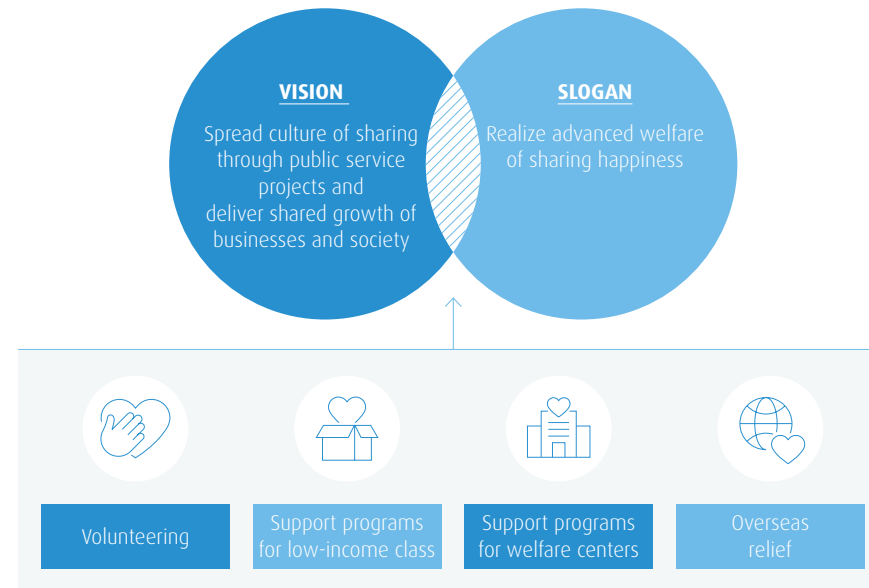 VISION
Spread culture of sharing
through public service
projects and
deliver shared growth of
businesses and society
SLOGAN
Realize advanced welfare
of sharing happiness
Volunteering
Support programs
for low-income class
Support programs
for welfare centers
Overseas
relief